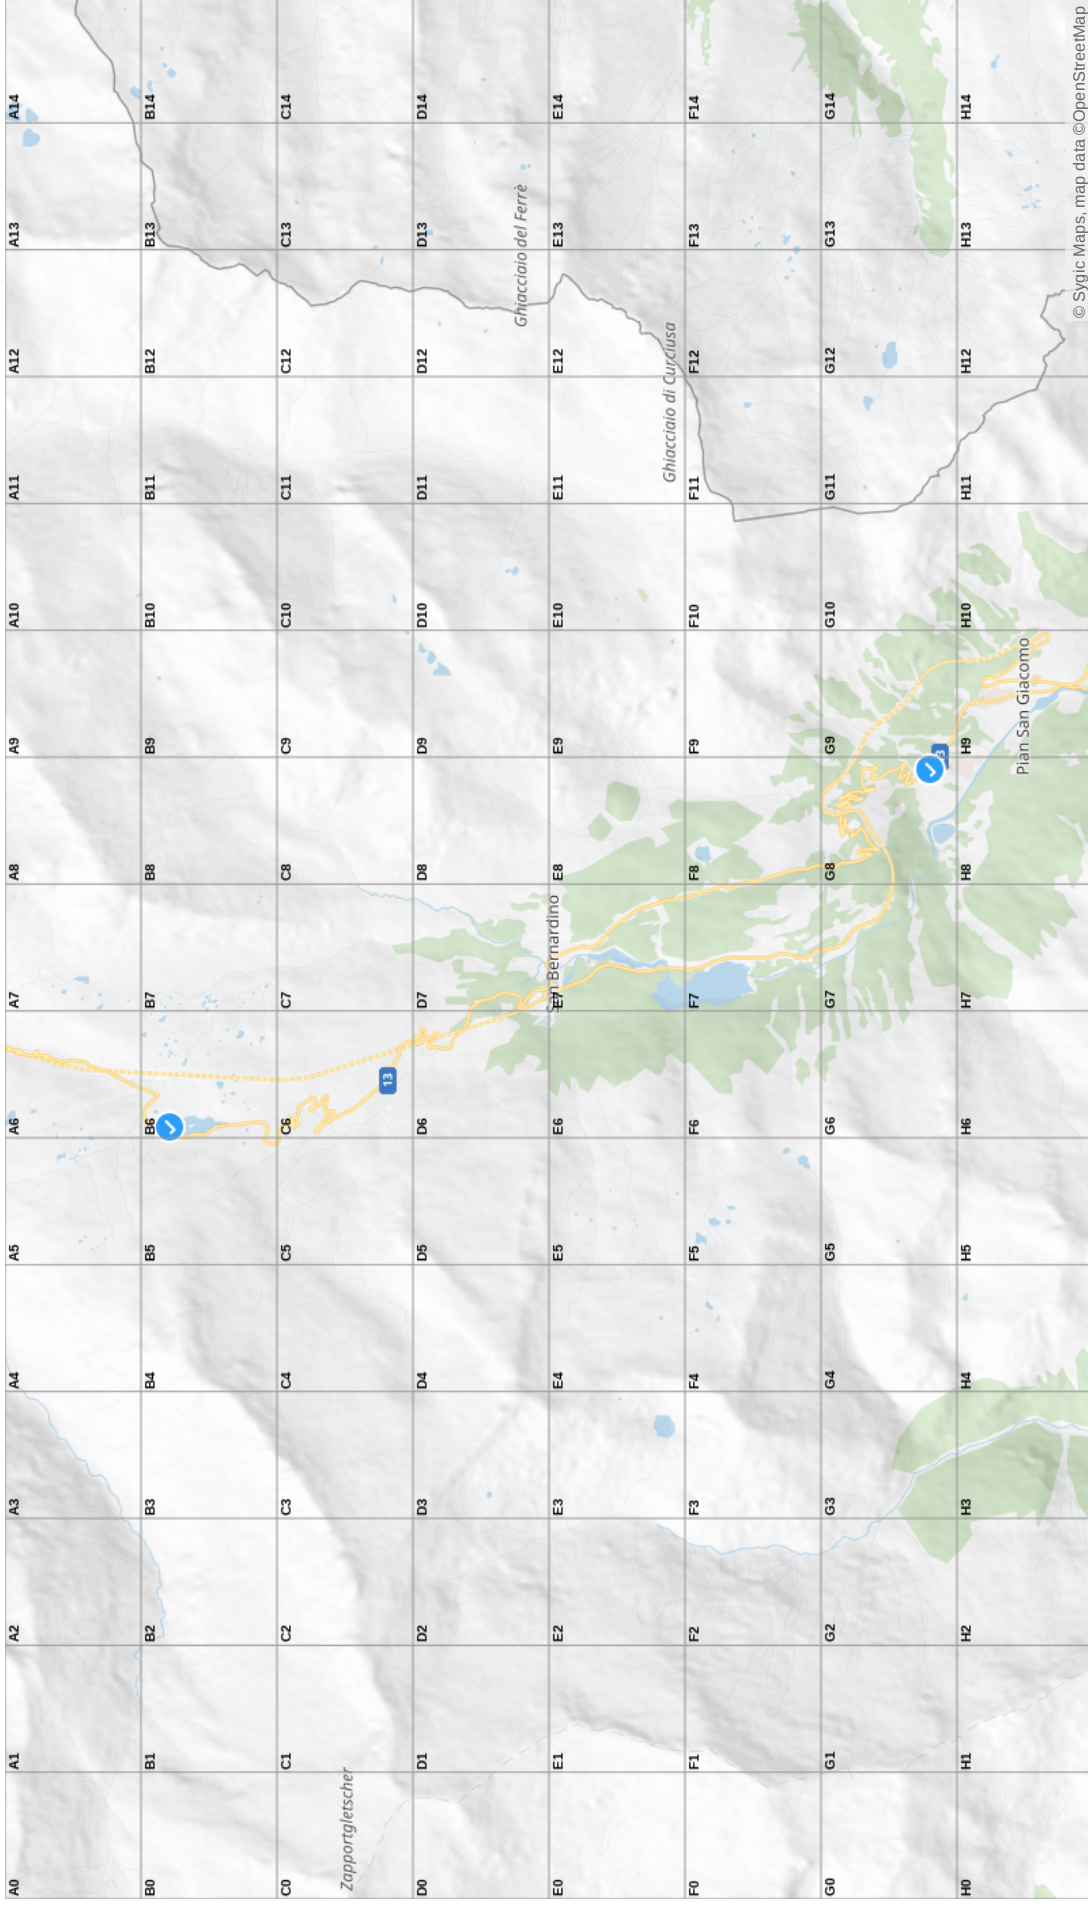 A0 A1 A2 A3 A4 A5 A6 A7 A8 A9 A10 A11 A12 A13 A14
B0 B1 B2 B3 B4 B5 B6 B7 B8 B9 B10 B11 B12 B13 B14
C0 C1 C2 C3 C4 C5 C6 C7 C8 C9 C10 C11 C12 C13 C14
Zapportgletscher
13
D0 D1 D2 D3 D4 D5 D6 D7 D8 D9 D10 D11 D12 D13 D14
Ghiacciaio del Ferrè
San Bernardino
E0 E1 E2 E3 E4 E5 E6 E7 E8 E9 E10 E11 E12 E13 E14
Ghiacciaio di Curciusa
F0 F1 F2 F3 F4 F5 F6 F7 F8 F9 F10 F11 F12 F13 F14
G0 G1 G2 G3 G4 G5 G6 G7 G8 G9 G10 G11 G12 G13 G14
H0 H1 H2 H3 H4 H5 H6 H7 H8 H9 H10 H11 H12 H13 H14
Pian San Giacomo
© Sygic Maps, map data ©OpenStreetMap